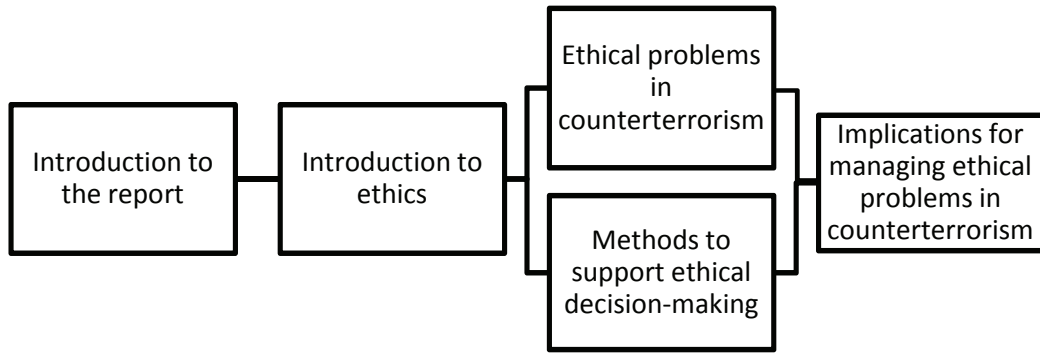 Introduction to
the report
Introduction to
ethics
Ethical problems
in
counterterrorism
Methods to
support ethical
decision-making
Implications for
managing ethical
problems in
counterterrorism